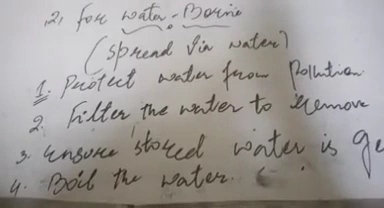 2, for water-Borne
(spread via water)
1. Protect water from Pollution
2. Filter the water to remove
3. ensure stored water is ge
4. Boil the water.